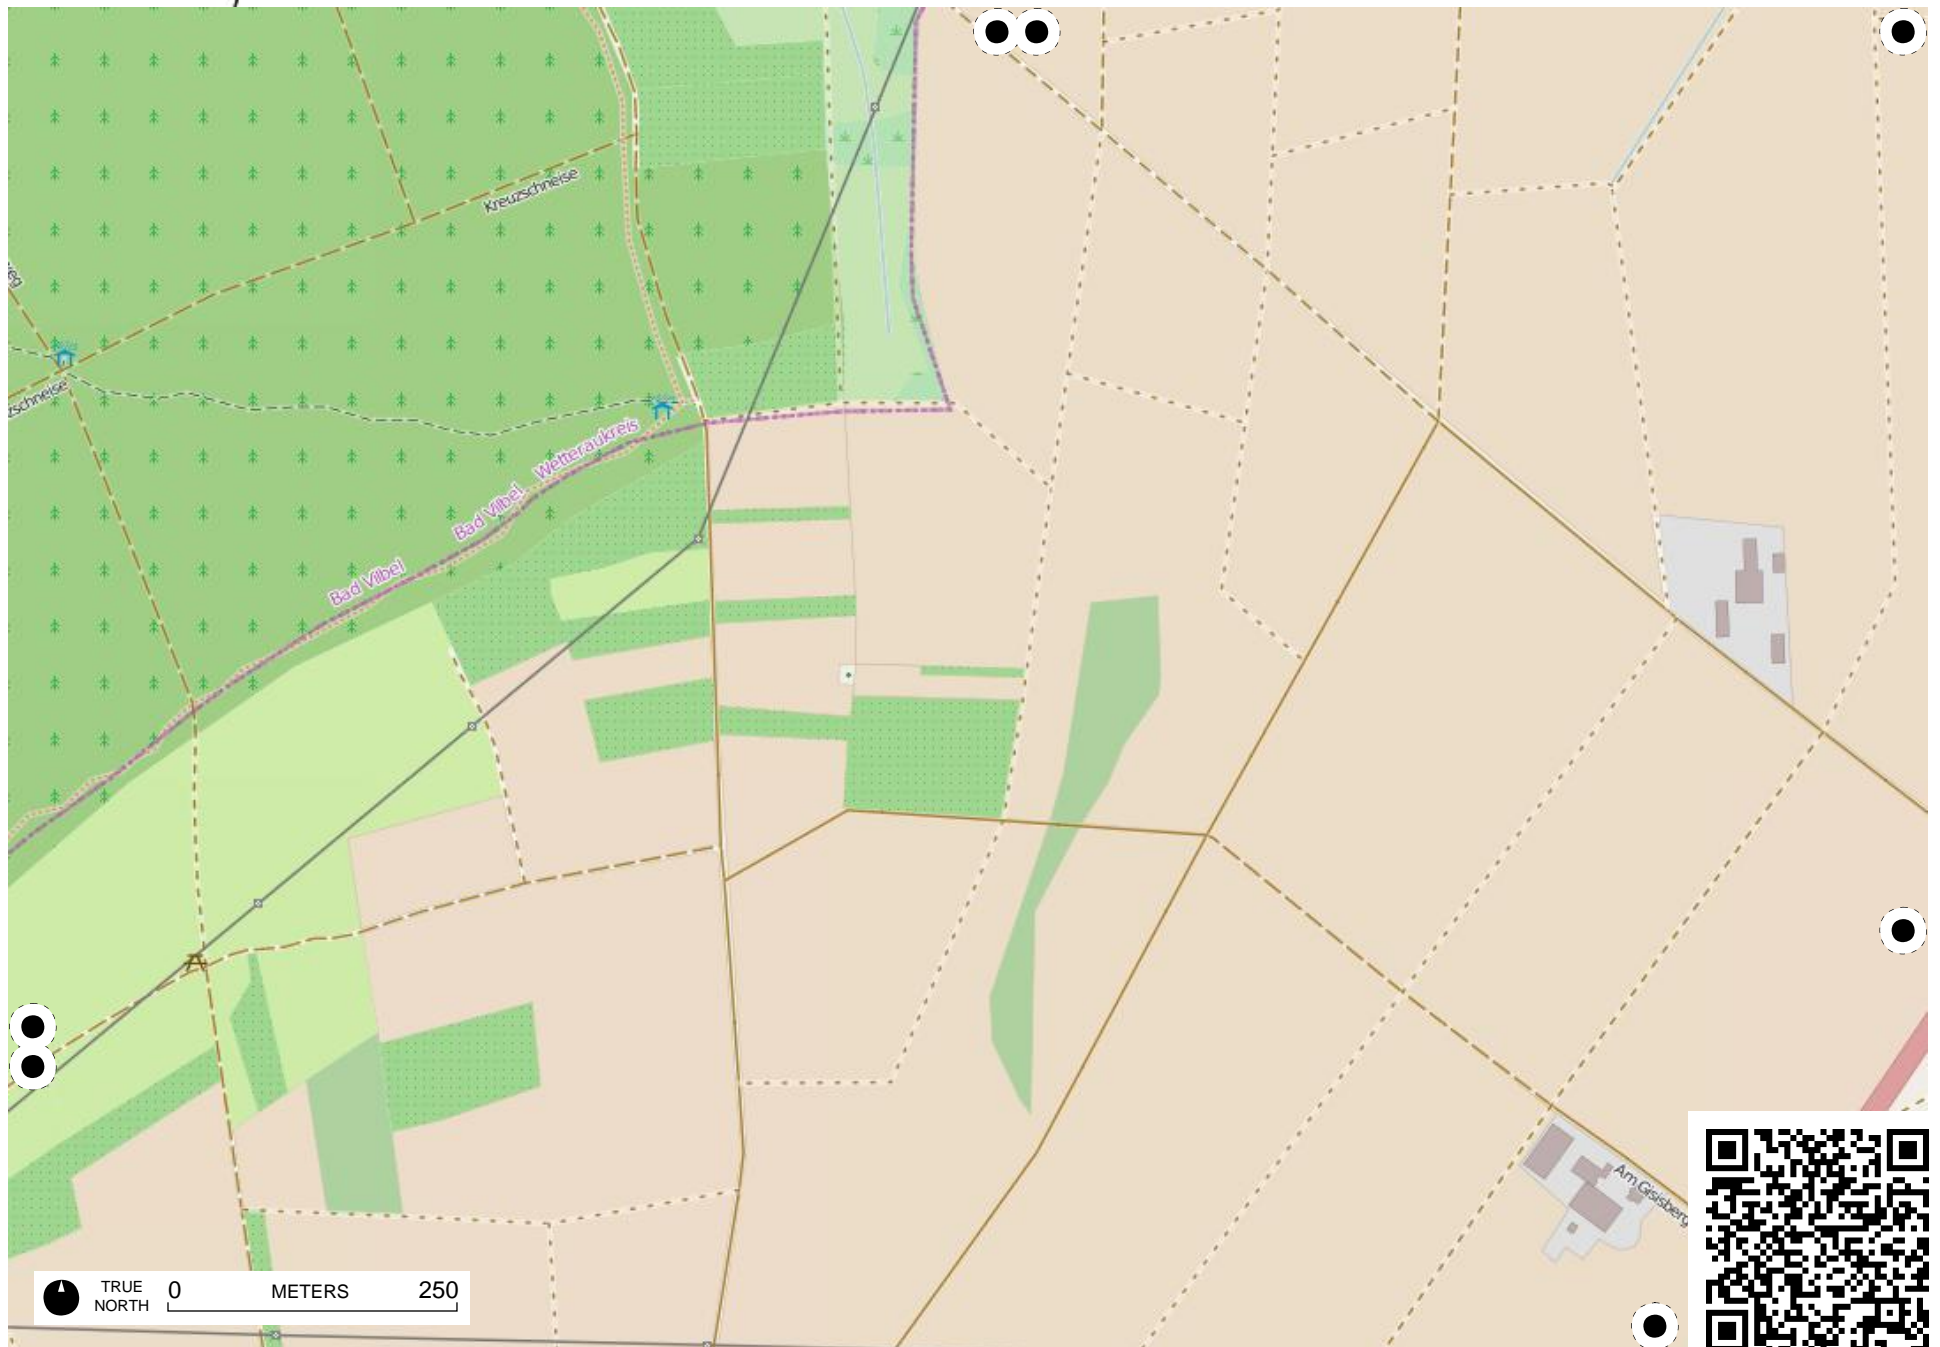 Kreuzschneise
zschneise
Wetteraukreis
Bad Vilbel
Bad Vilbel
Am Gisisberg
TRUE
NORTH
0
METERS
250